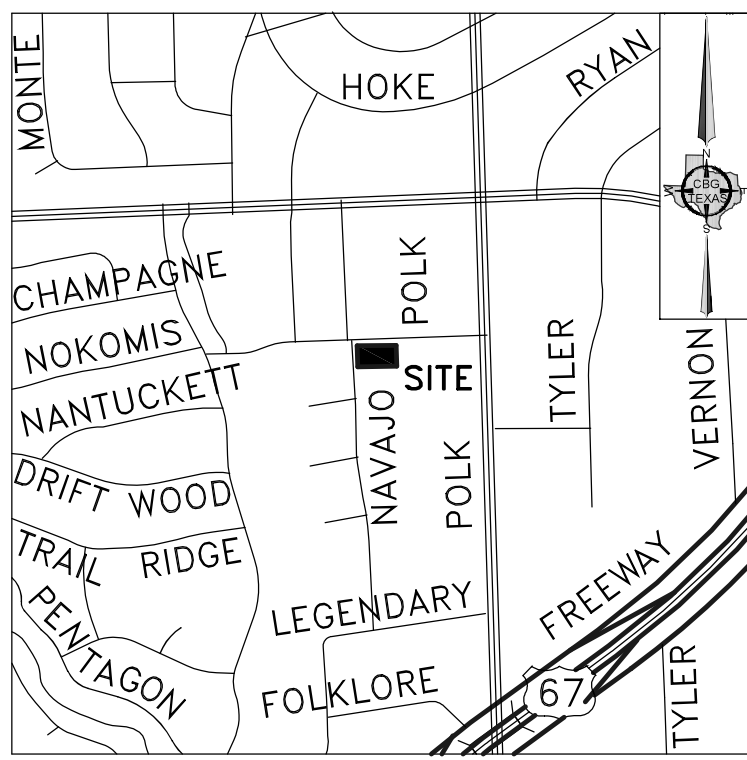 MONTE
HOKE
RYAN
N
CBG
W
TEXAS
S
CHAMPAGNE
POLK
NOKOMIS
TYLER
VERNON
NANTUCKETT
SITE
NAVAJO
POLK
DRIFT WOOD
TRAIL RIDGE
FREEWAY
PENTAGON
LEGENDARY
FOLKLORE
67
TYLER